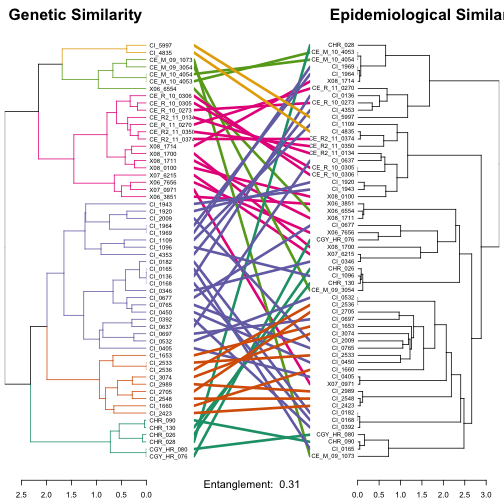 Genetic Similarity
Epidemiological Similar
CI_5997
CI_4835
CE_M_09_1073
CE_M_09_3054
CE_M_10_4054
CE_M_10_4053
X06_6554
CE_R_10_0306
CE_R_10_0305
CE_R_10_0273
CE_R2_11_0134
CE_R_11_0270
CE_R2_11_0350
CE_R2_11_0374
X08_1714
X08_1700
X08_1711
X08_0100
X07_6215
X06_7656
X07_0971
X06_3851
CI_1943
CI_1920
CI_2009
CI_1964
CI_1969
CI_1109
CI_1096
CI_4353
CI_0182
CI_0165
CI_0136
CI_0168
CI_0346
CI_0677
CI_0765
CI_0450
CI_0392
CI_0637
CI_0697
CI_0532
CI_0405
CI_1653
CI_2533
CI_2536
CI_3074
CI_2989
CI_2705
CI_2548
CI_1660
CI_2423
CHR_090
CHR_130
CHR_026
CHR_028
CGY_HR_080
CGY_HR_076
CHR_028
CE_M_10_4053
CE_M_10_4054
CI_1969
CI_1964
X08_1714
CE_R_11_0270
CI_0136
CE_R_10_0273
CI_4353
CI_5997
CI_1109
CI_4835
CE_R2_11_0374
CE_R2_11_0350
CE_R2_11_0134
CI_0637
CE_R_10_0305
CE_R_10_0306
CI_1920
CI_1943
X08_0100
X06_3851
X06_6554
X08_1711
CI_0677
X06_7656
CGY_HR_076
X08_1700
X07_6215
CI_0346
CHR_026
CI_1096
CHR_130
CE_M_09_3054
CI_0532
CI_2536
CI_2705
CI_0697
CI_1653
CI_3074
CI_2009
CI_0765
CI_2533
CI_0450
CI_1660
CI_0405
X07_0971
CI_2989
CI_2548
CI_2423
CI_0182
CI_0168
CI_0392
CGY_HR_080
CHR_090
CI_0165
CE_M_09_1073
2.5 2.0 1.5 1.0 0.5 0.0
Entanglement: 0.31
0.0 0.5 1.0 1.5 2.0 2.5 3.0